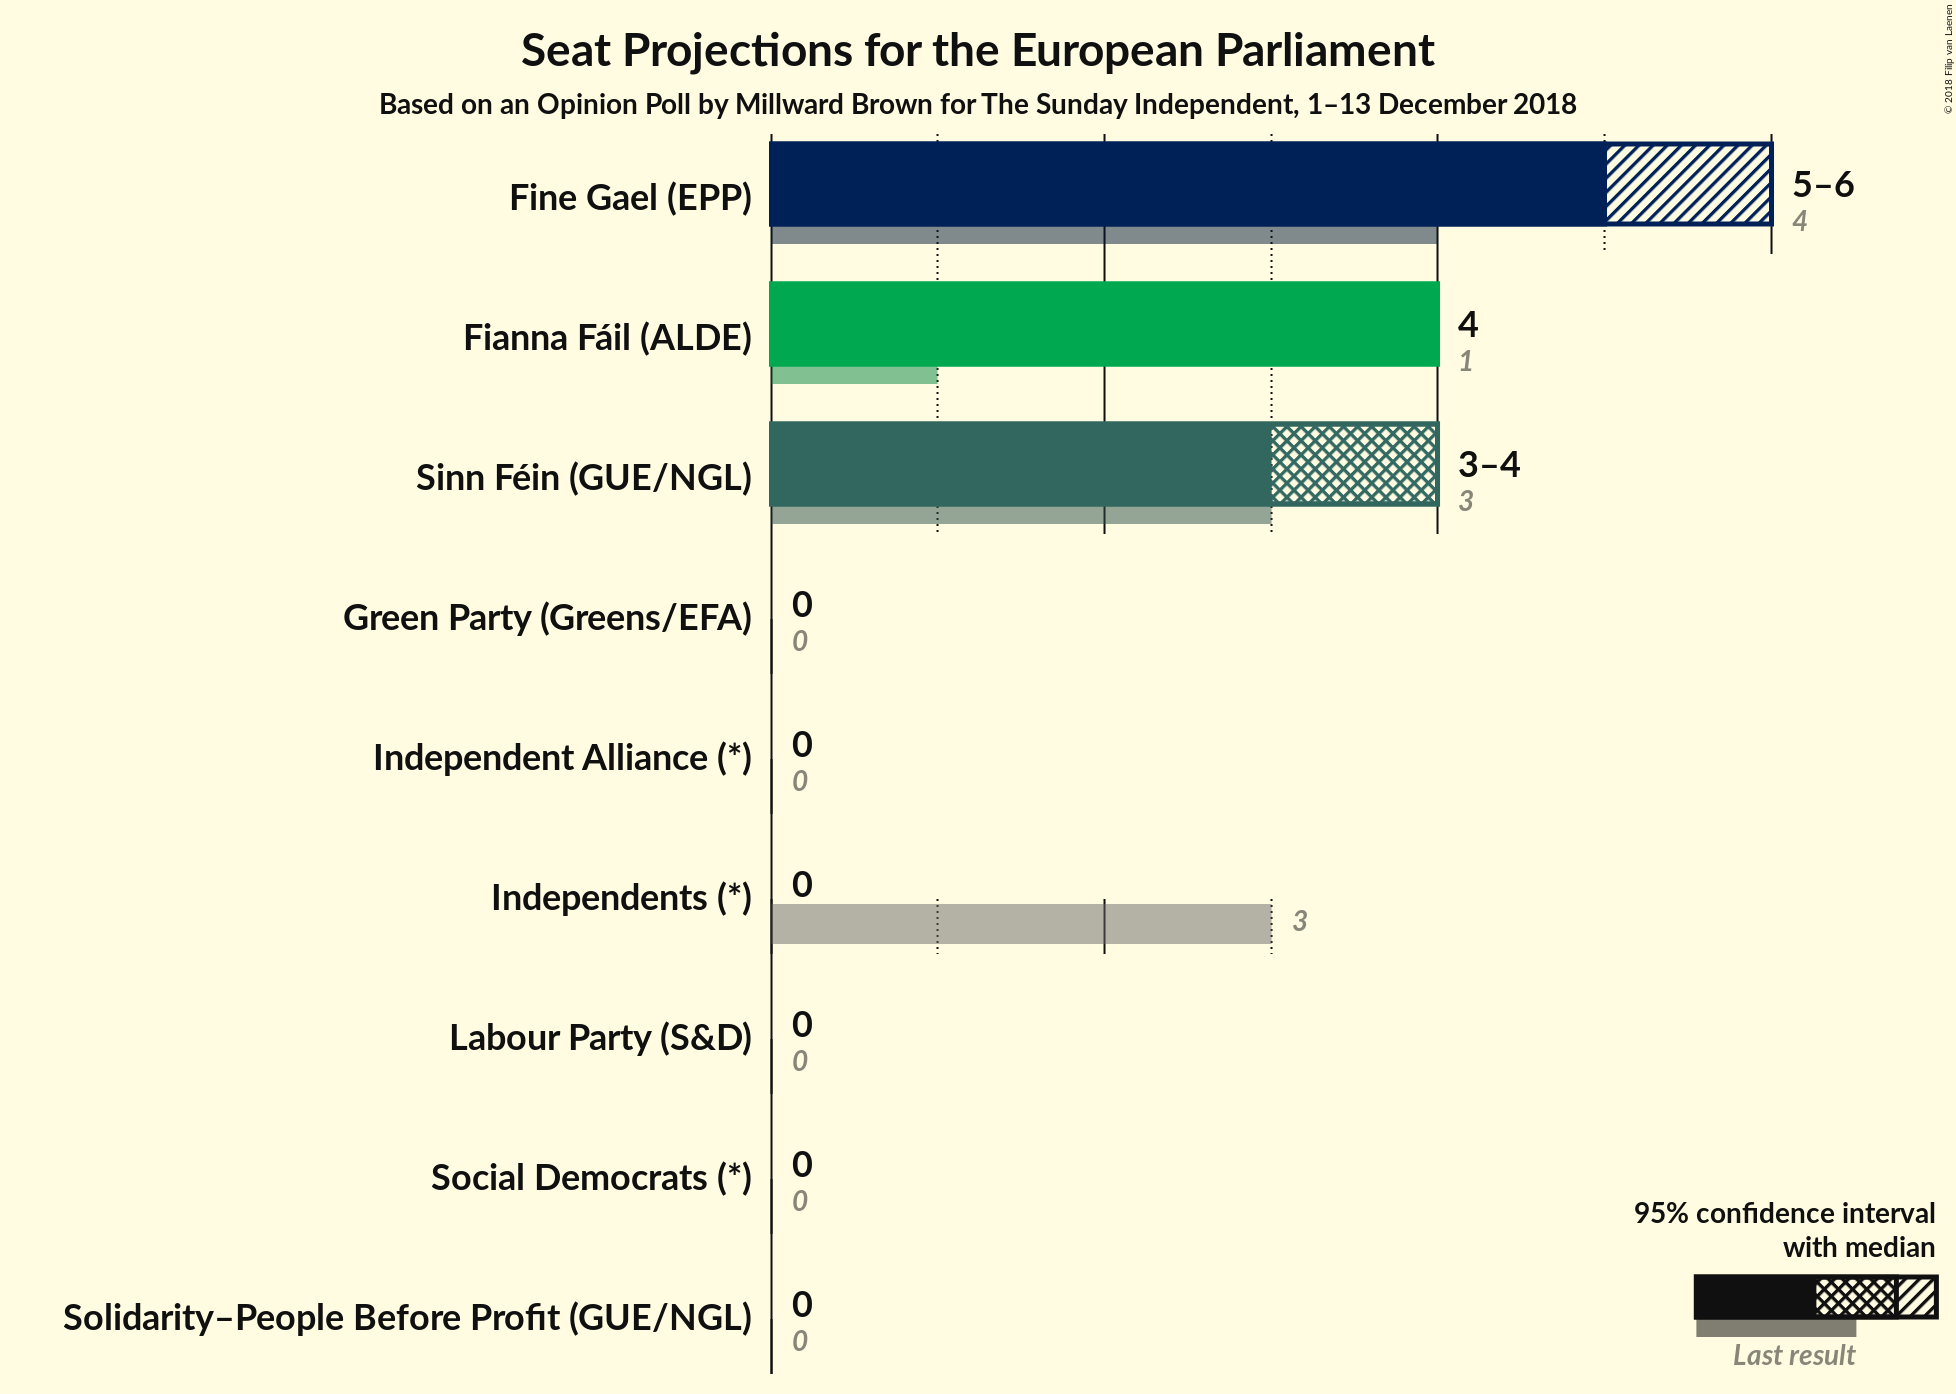 Seat Projections for the European Parliament
Based on an Opinion Poll by Millward Brown for The Sunday Independent, 1–13 December 2018
© 2018 Filip van Laenen
Fine Gael (EPP)
5–6
4
Fianna Fáil (ALDE)
4
1
Sinn Féin (GUE/NGL)
3–4
3
Green Party (Greens/EFA)
0
0
Independent Alliance (*)
0
0
Independents (*)
0
3
Labour Party (S&D)
0
0
Social Democrats (*)
0
0
Solidarity–People Before Profit (GUE/NGL)
0
0
95% confidence interval
with median
Last result